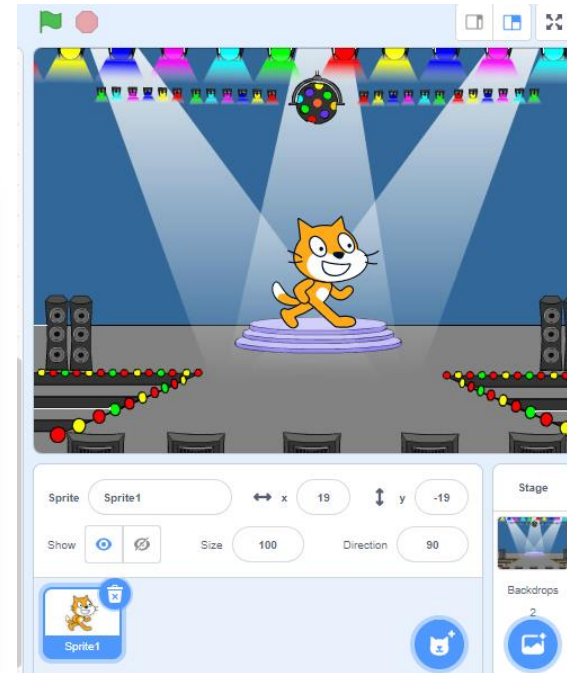 Sprite Sprite1 x 19 y -19
Show Size 100 Direction 90
Sprite1
Stage
Backdrops
2